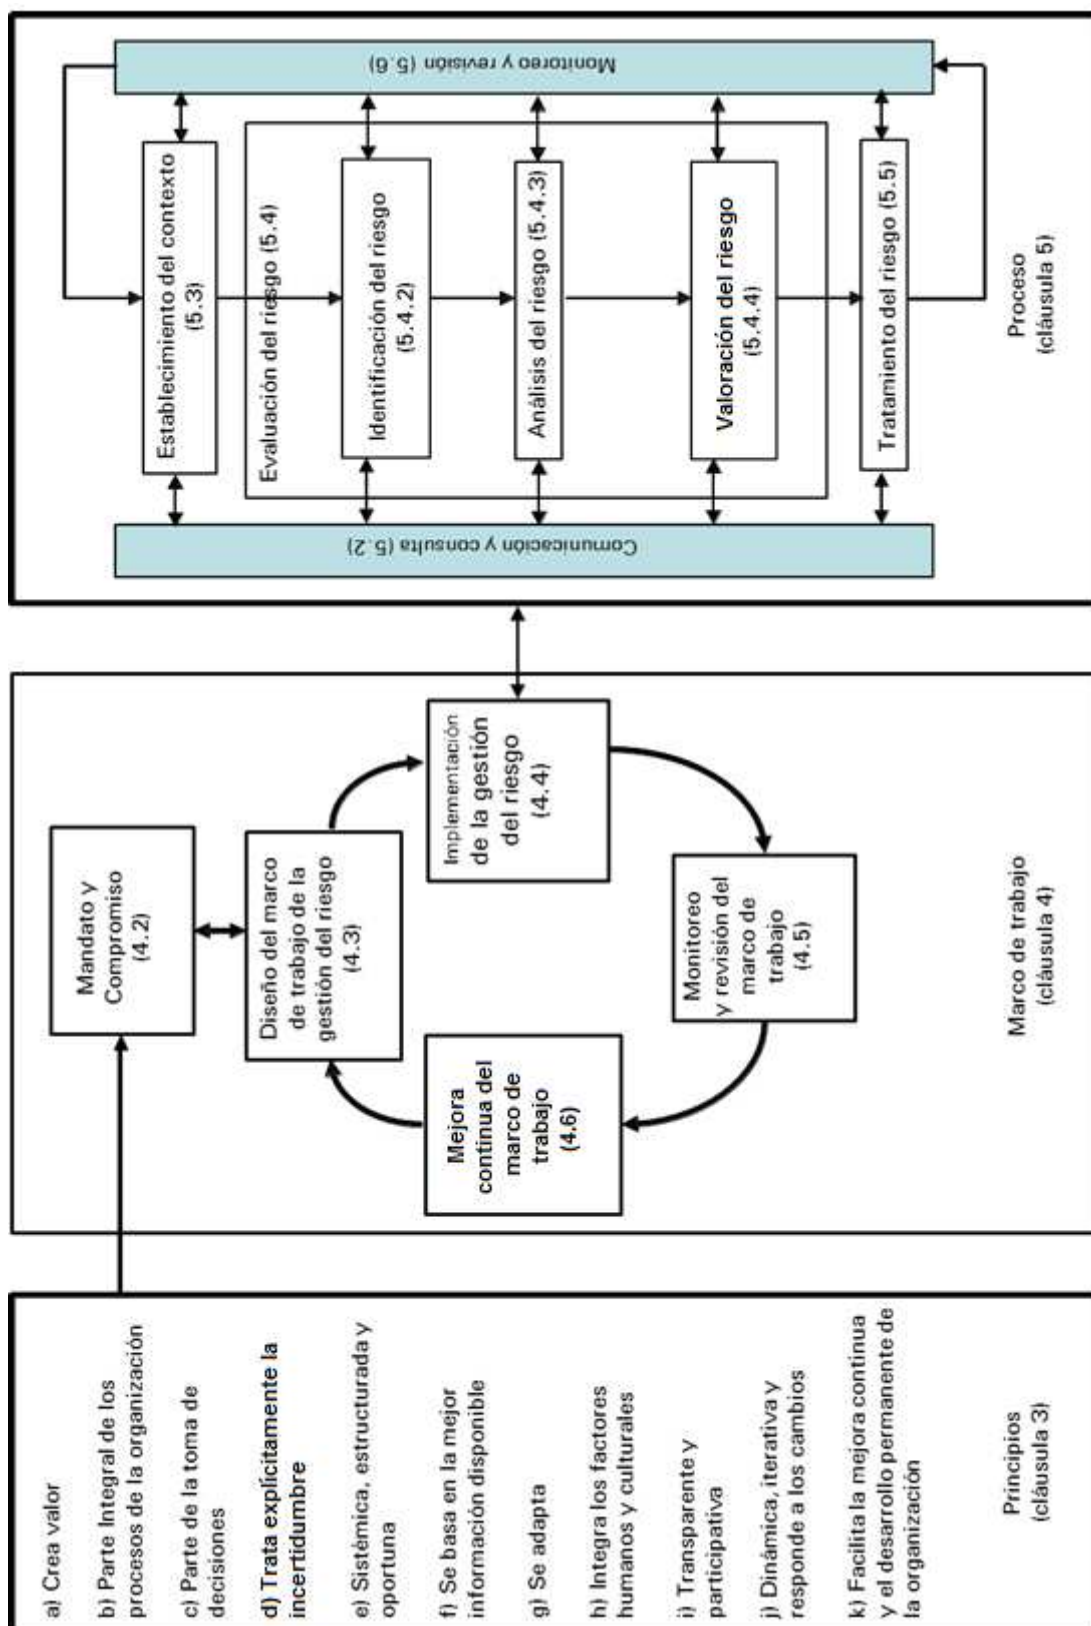 a) Crea valor
b) Parte Integral de los
procesos de la organización
c) Parte de la toma de
decisiones
d) Trata explícitamente la
incertidumbre
e) Sistémica, estructurada y
oportuna
f) Se basa en la mejor
información disponible
g) Se adapta
h) Integra los factores
humanos y culturales
i) Transparente y
participativa
j) Dinámica, iterativa y
responde a los cambios
k) Facilita la mejora continua
y el desarrollo permanente de
la organización
Principios
(cláusula 3)
Mandato y
Compromiso
(4.2)
Diseño del marco
de trabajo de la
gestión del riesgo
(4.3)
Implementación
de la gestión
del riesgo
(4.4)
Mejora
continua del
marco de
trabajo
(4.6)
Monitoreo
y revisión del
marco de
trabajo
(4.5)
Marco de trabajo
(cláusula 4)
Comunicación y consulta (5.2)
Establecimiento del contexto
(5.3)
Evaluación del riesgo (5.4)
Identificación del riesgo
(5.4.2)
Análisis del riesgo (5.4.3)
Valoración del riesgo
(5.4.4)
Tratamiento del riesgo (5.5)
Monitoreo y revisión (5.6)
Proceso
(cláusula 5)